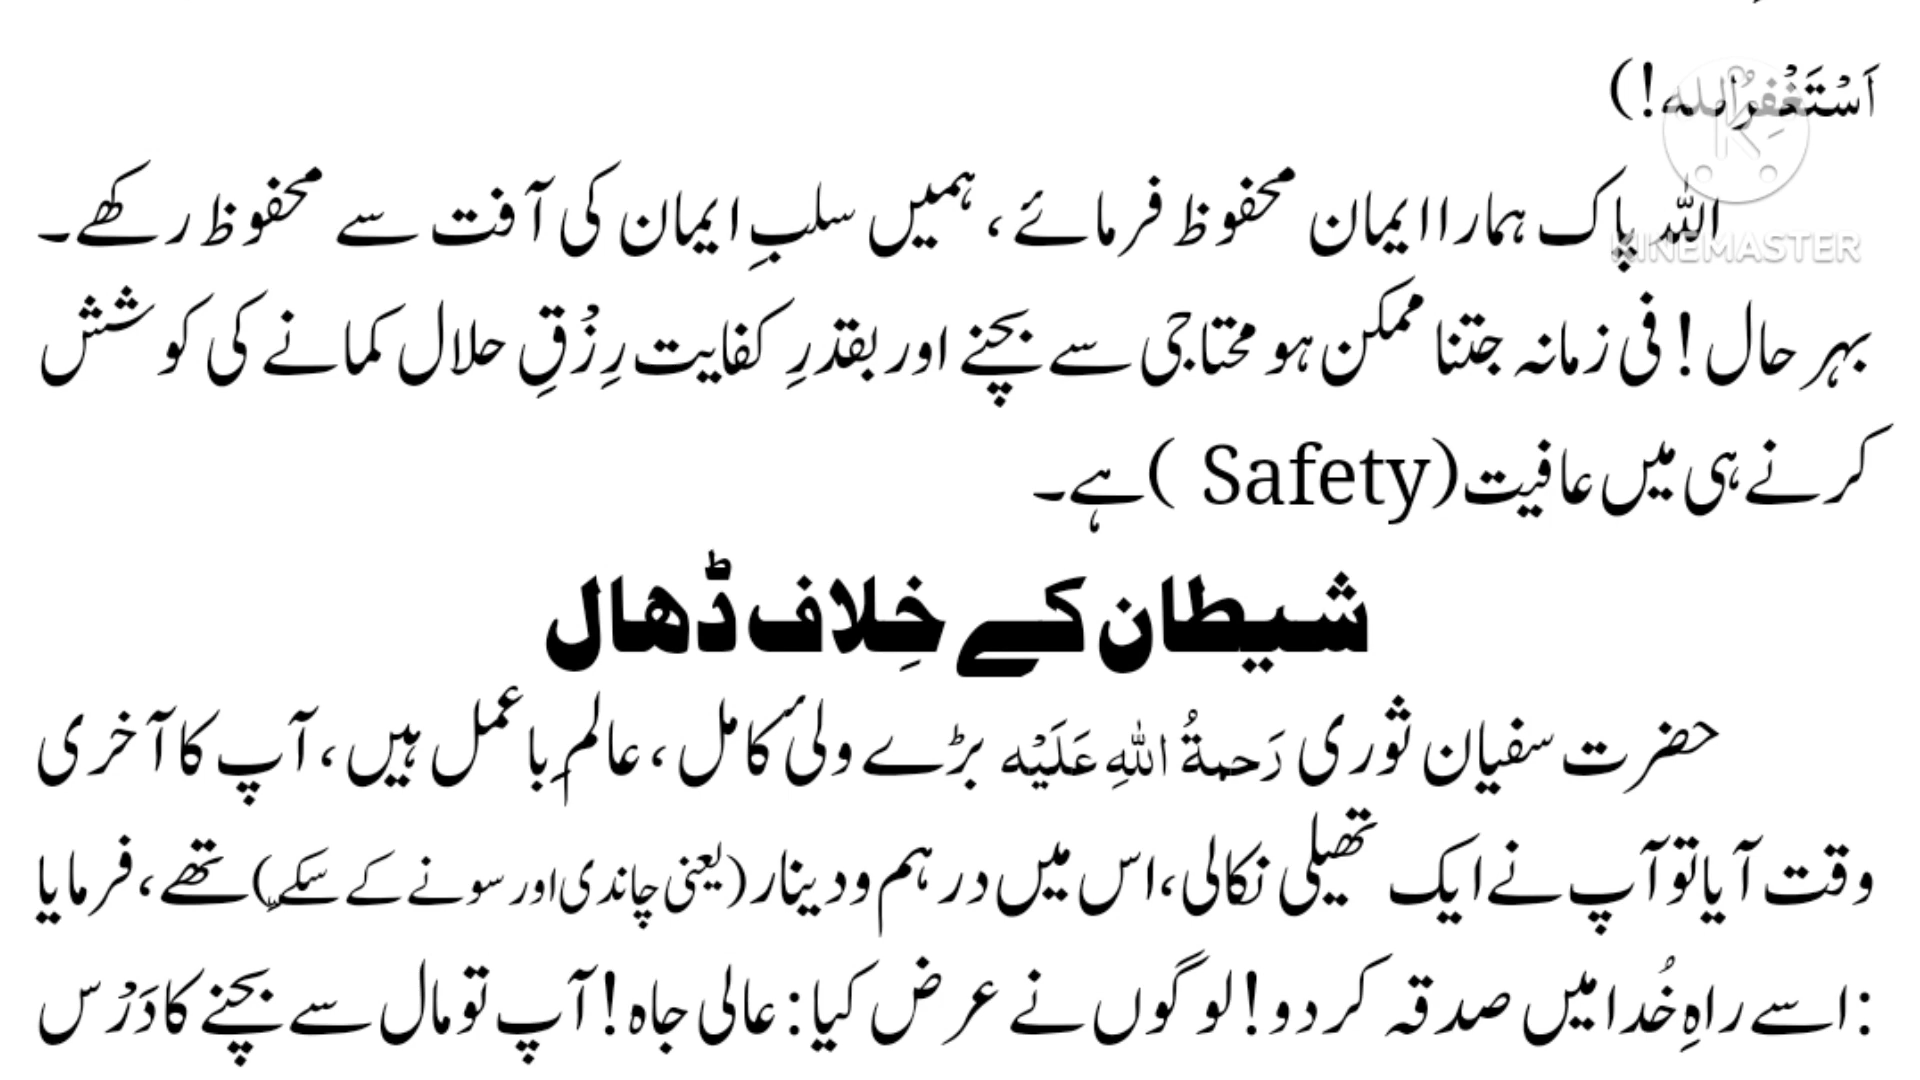 اَسْتَغْفِرُالله!)
اللہ پاک ہمارا ایمان محفوظ فرمائے، ہمیں سلبِ ایمان کی آفت سے محفوظ رکھے۔
KINEMASTER
بہر حال! فی زمانہ جتنا ممکن ہو محتاجی سے بچنے اور بقدرِ کفایت رِزْقِ حلال کمانے کی کوشش
کرنے ہی میں عافیت (Safety) ہے۔
شیطان کے خِلاف ڈھال
حضرت سفیان ثوری رَحمةُ اللهِ عَلَيْه بڑے ولئ کامل، عالم باعمل ہیں، آپ کا آخری
وقت آیا تو آپ نے ایک تھیلی نکالی، اس میں درہم و دینار (یعنی چاندی اور سونے کے سکے) تھے، فرمایا
: اسے راہِ خُدا میں صدقہ کر دو! لوگوں نے عرض کیا: عالی جاہ! آپ تو مال سے بچنے کا دَرْس